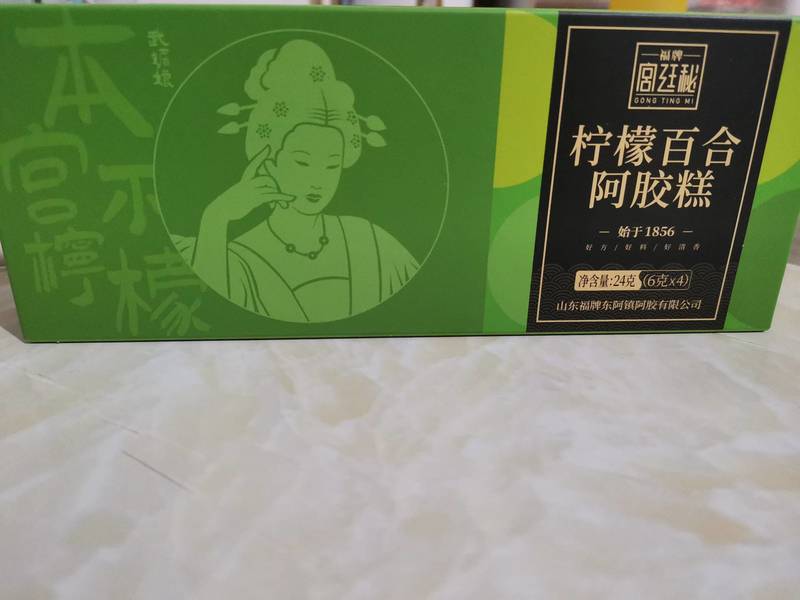 本宫
不檸檬
武媚娘
福牌
宫廷秘
GONG TING MI
柠檬百合
阿胶糕
始于1856
好方/好料/好清香
净含量:24克(6克x4)
山东福牌东阿镇阿胶有限公司